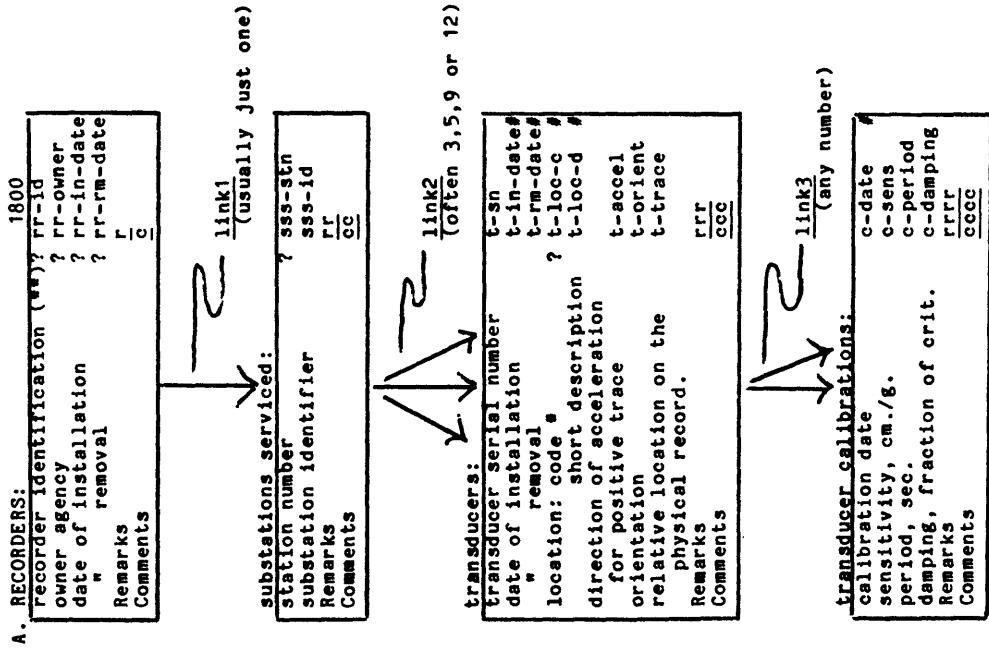 A. RECORDERS: 1800
recorder identification (**)? rr-id
owner agency ? rr-owner
date of installation ? rr-in-date
" removal ? rr-rm-date
Remarks r
Comments c
link1
(usually just one)
substations serviced:
station number ? sss-stn
substation identifier sss-id
Remarks rr
Comments cc
link2
(often 3,5,9 or 12)
transducers:
transducer serial number t-sn
date of installation t-in-date#
" removal t-rm-date#
location: code * ? t-loc-c #
short description t-loc-d #
direction of acceleration
for positive trace t-accel
orientation t-orient
relative location on the t-trace
physical record.
Remarks rrr
Comments ccc
link3
(any number)
transducer calibrations:
calibration date c-date #
sensitivity, cm./g. c-sens
period, sec. c-period
damping, fraction of crit. c-damping
Remarks rrrr
Comments cccc